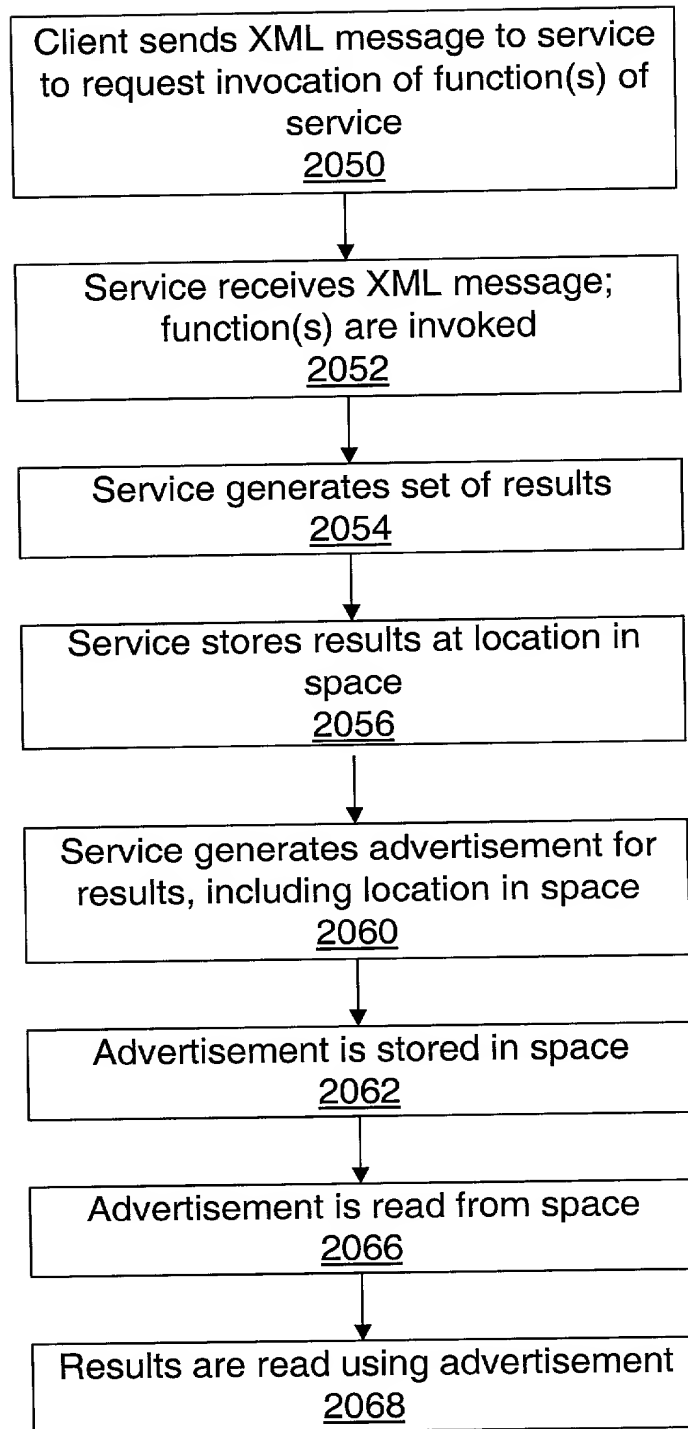 Client sends XML message to service
to request invocation of function(s) of
service
2050
Service receives XML message;
function(s) are invoked
2052
Service generates set of results
2054
Service stores results at location in
space
2056
Service generates advertisement for
results, including location in space
2060
Advertisement is stored in space
2062
Advertisement is read from space
2066
Results are read using advertisement
2068